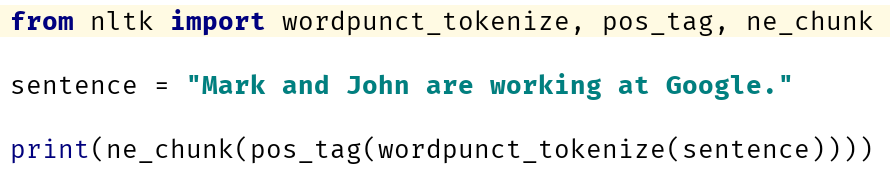 from nltk import wordpunct_tokenize, pos_tag, ne_chunk
sentence = "Mark and John are working at Google."
print(ne_chunk(pos_tag(wordpunct_tokenize(sentence))))